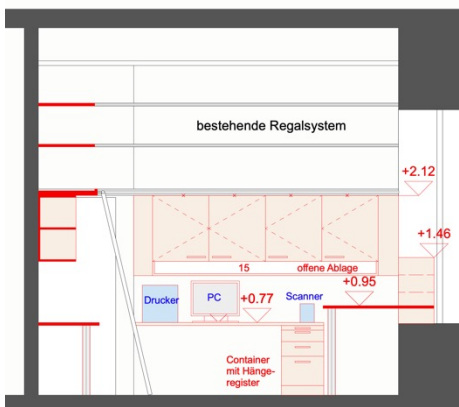 bestehende Regalsystem
+2.12
+1.46
15 offene Ablage
+0.95
Drucker
PC
+0.77
Scanner
Container
mit Hänge-
register